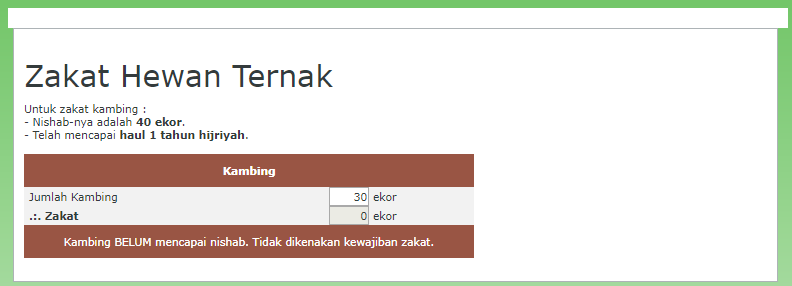 Zakat Hewan Ternak
Untuk zakat kambing :
- Nishab-nya adalah 40 ekor.
- Telah mencapai haul 1 tahun hijriyah.
Kambing
Jumlah Kambing 30 ekor
.:. Zakat 0 ekor
Kambing BELUM mencapai nishab. Tidak dikenakan kewajiban zakat.